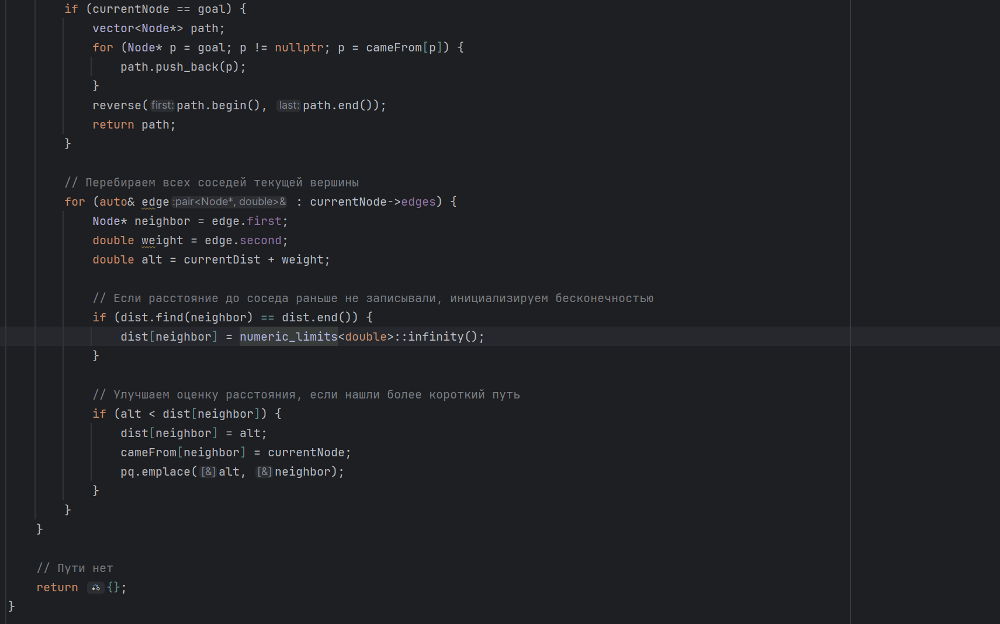 if (currentNode == goal) {
vector<Node*> path;
for (Node* p = goal; p != nullptr; p = cameFrom[p]) {
path.push_back(p);
}
reverse(first:path.begin(), last:path.end());
return path;
}
// Перебираем всех соседей текущей вершины
for (auto& edge:pair<Node*, double>& : currentNode->edges) {
Node* neighbor = edge.first;
double weight = edge.second;
double alt = currentDist + weight;
// Если расстояние до соседа раньше не записывали, инициализируем бесконечностью
if (dist.find(neighbor) == dist.end()) {
dist[neighbor] = numeric_limits<double>::infinity();
}
// Улучшаем оценку расстояния, если нашли более короткий путь
if (alt < dist[neighbor]) {
dist[neighbor] = alt;
cameFrom[neighbor] = currentNode;
pq.emplace([&]alt, [&]neighbor);
}
}
}
// Пути нет
return {};
}